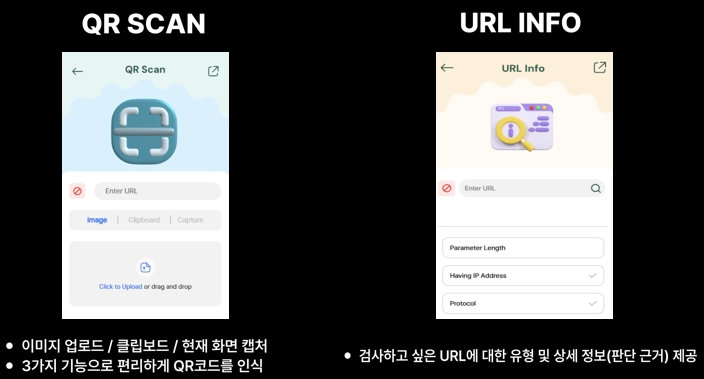 QR SCAN
QR Scan
Enter URL
Image | Clipboard | Capture
Click to Upload or drag and drop
• 이미지 업로드 / 클립보드 / 현재 화면 캡처
• 3가지 기능으로 편리하게 QR코드를 인식
URL INFO
URL Info
Enter URL
Parameter Length
Having IP Address
Protocol
• 검사하고 싶은 URL에 대한 유형 및 상세 정보(판단 근거) 제공